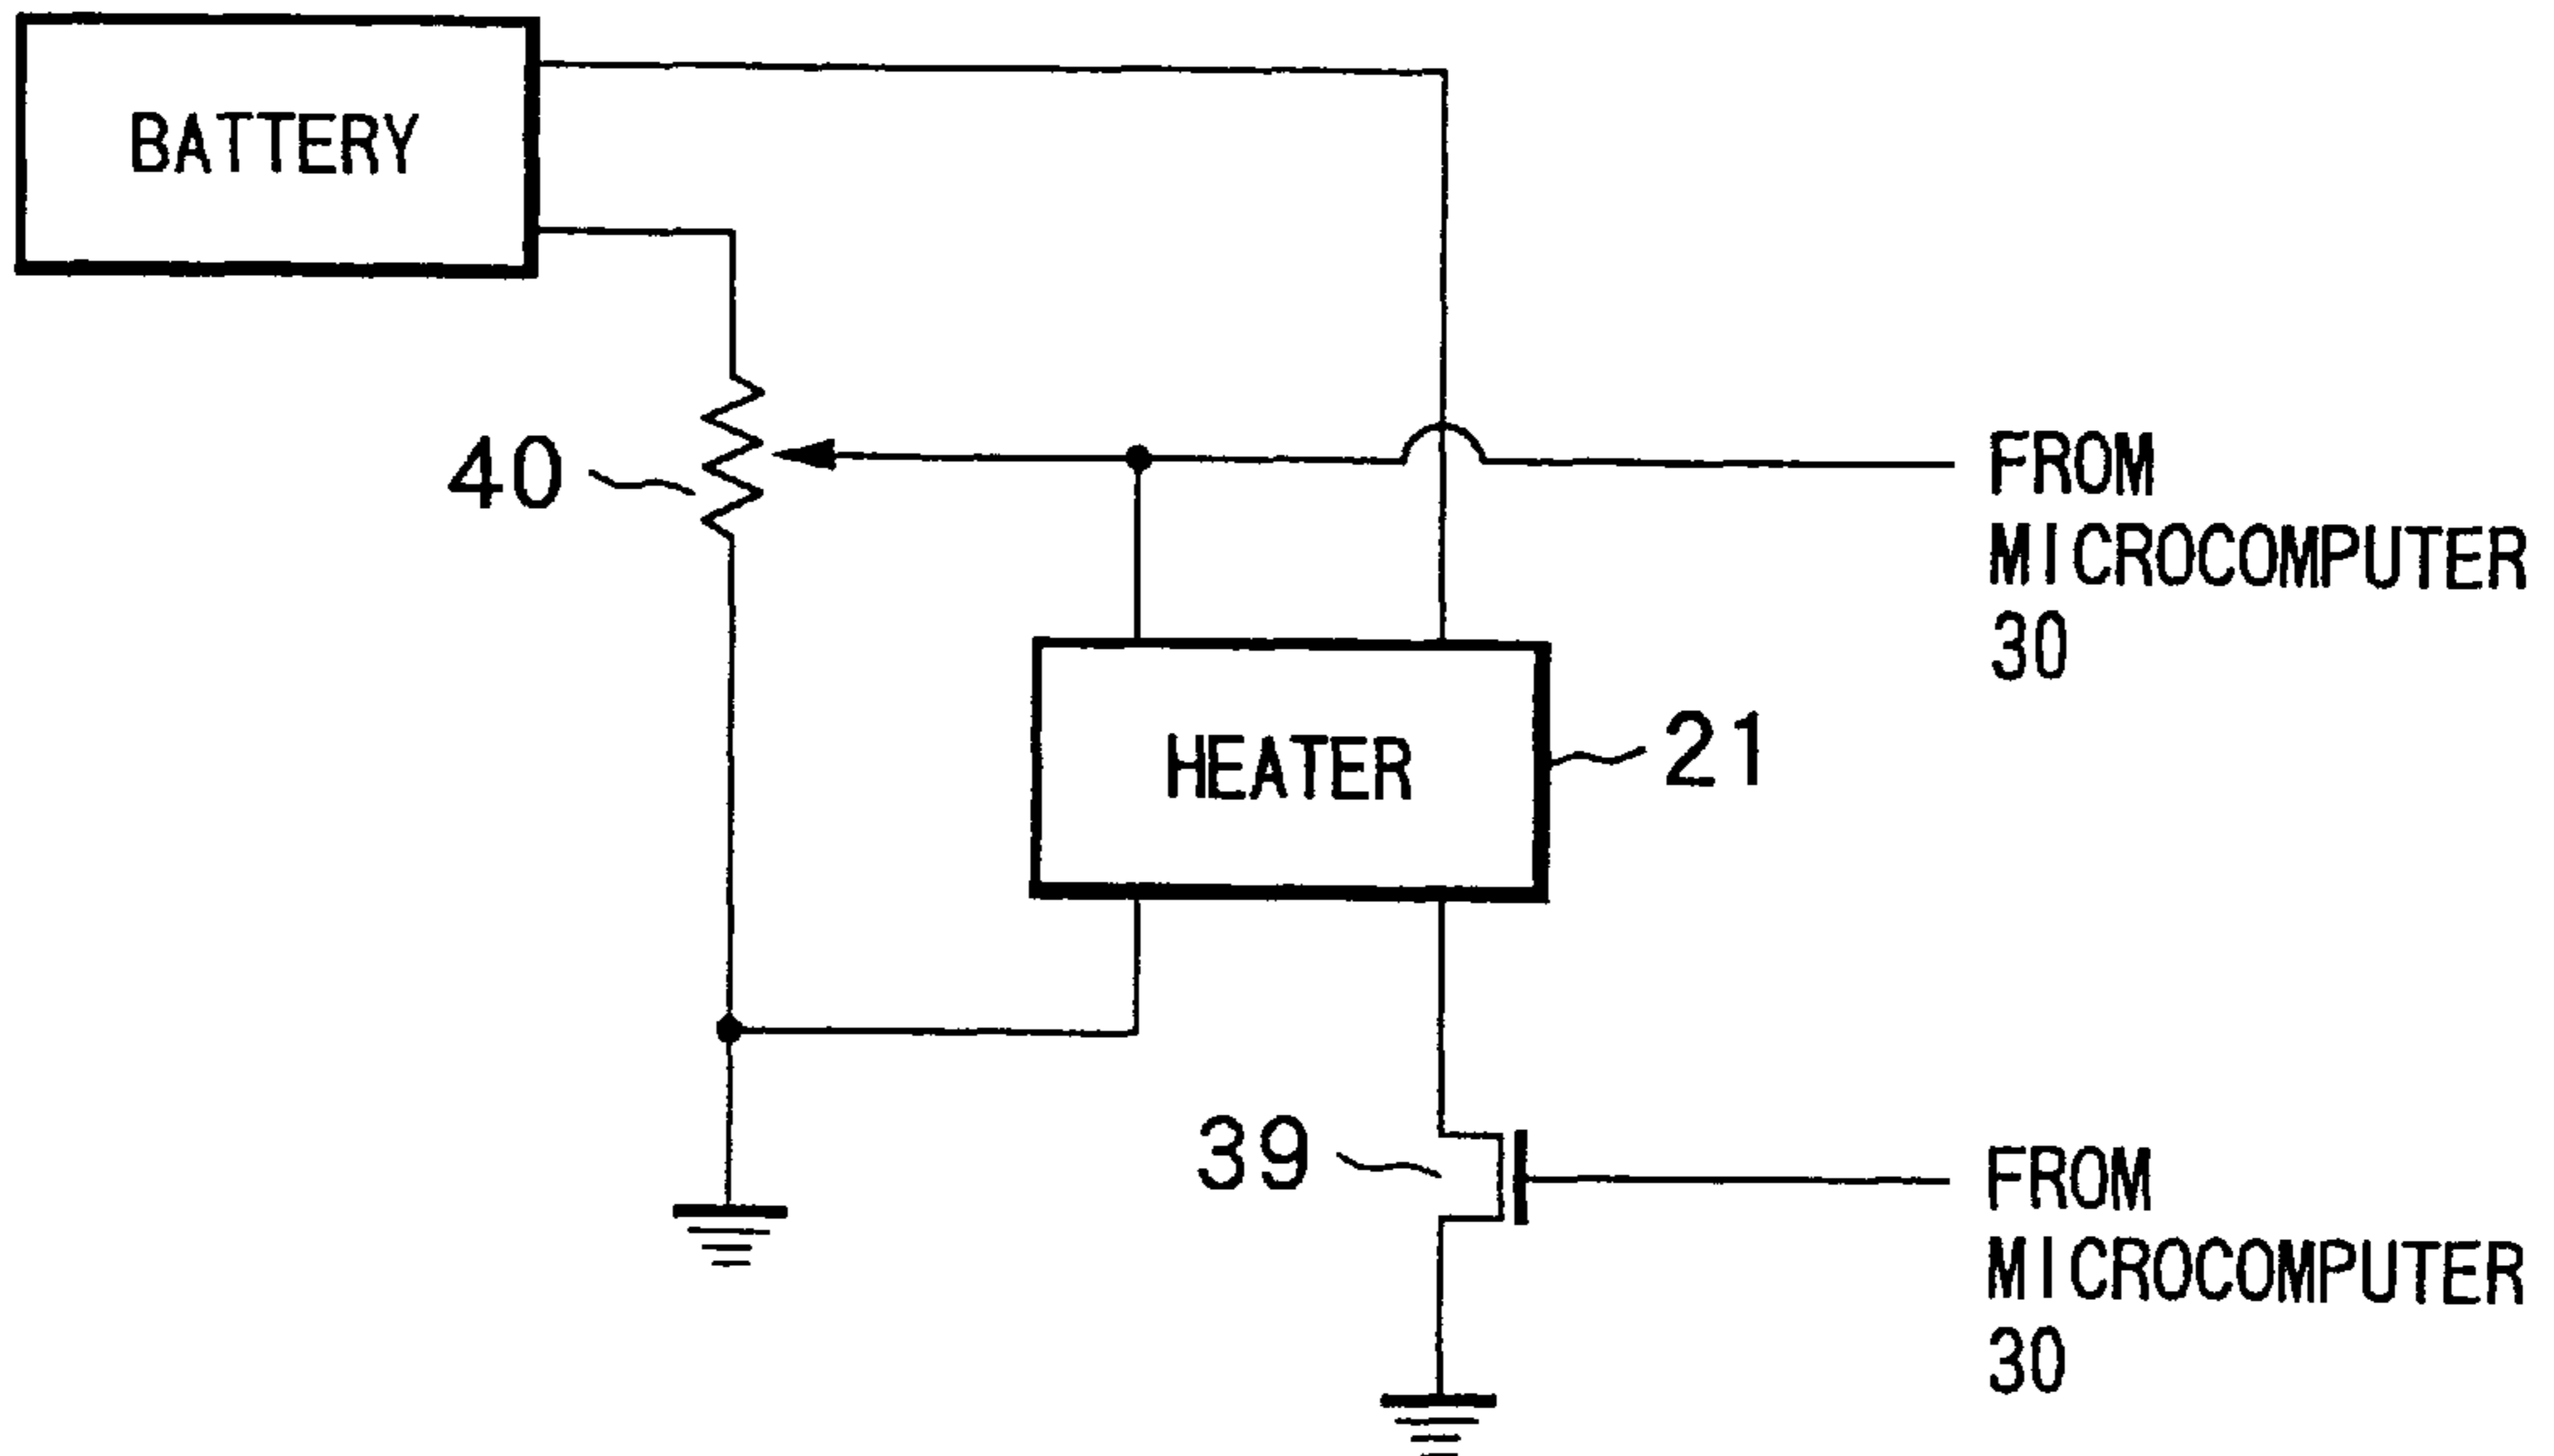 BATTERY
40
FROM
MICROCOMPUTER
30
HEATER
21
39
FROM
MICROCOMPUTER
30